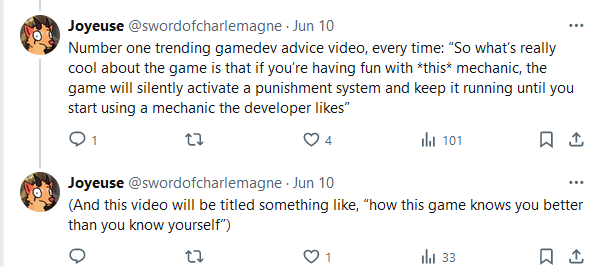 Joyeuse @swordofcharlemagne · Jun 10
Number one trending gamedev advice video, every time: “So what’s really
cool about the game is that if you’re having fun with *this* mechanic, the
game will silently activate a punishment system and keep it running until you
start using a mechanic the developer likes”
1 4 101
Joyeuse @swordofcharlemagne · Jun 10
(And this video will be titled something like, “how this game knows you better
than you know yourself”)
1 33